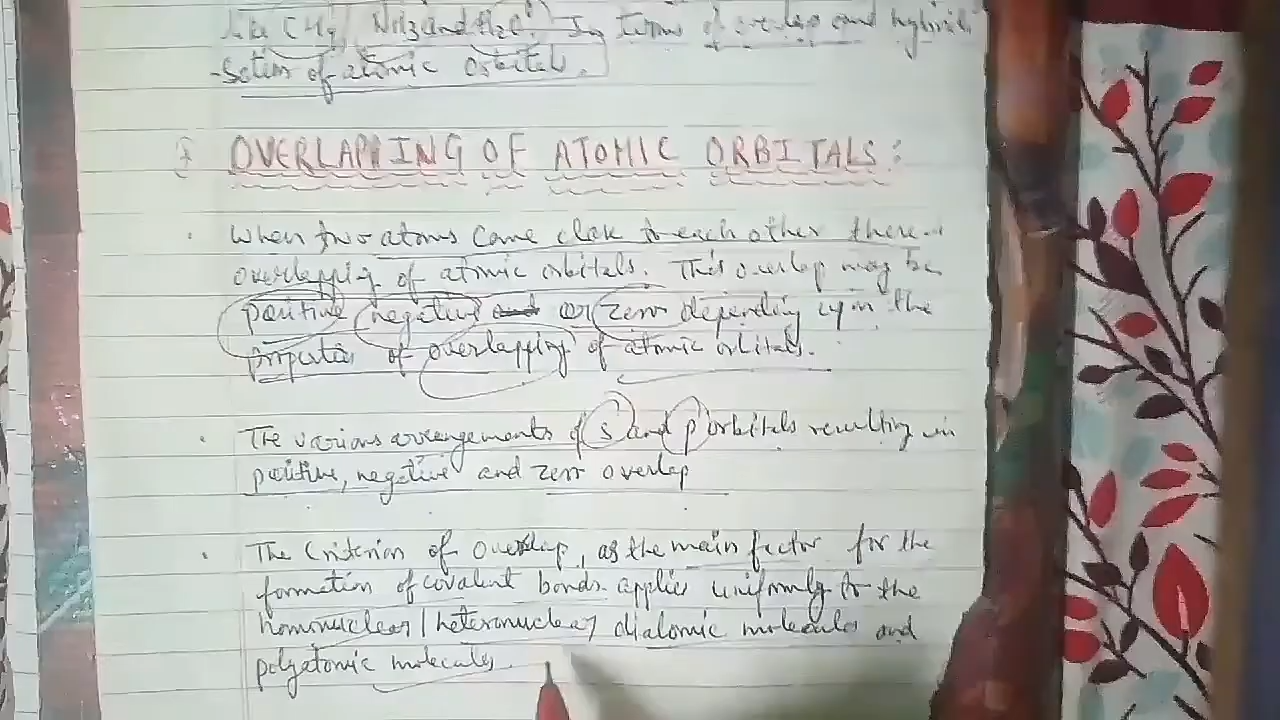 like CH4, NH3 and H2O. In terms of overlap and hybridi
-sation of atomic orbitals.
OVERLAPPING OF ATOMIC ORBITALS:
. When two atoms come close to each other there
overlapping of atomic orbitals. This overlap may be
positive negative and or zero depending upon the
properties of overlapping of atomic orbitals.
. The various arrangements of s and p orbitals resulting in
positive, negative and zero overlap
. The Criterion of overlap, as the main factor for the
formation of covalent bonds applies uniformly to the
homonuclear/heteronuclear diatomic molecules and
polyatomic molecules.